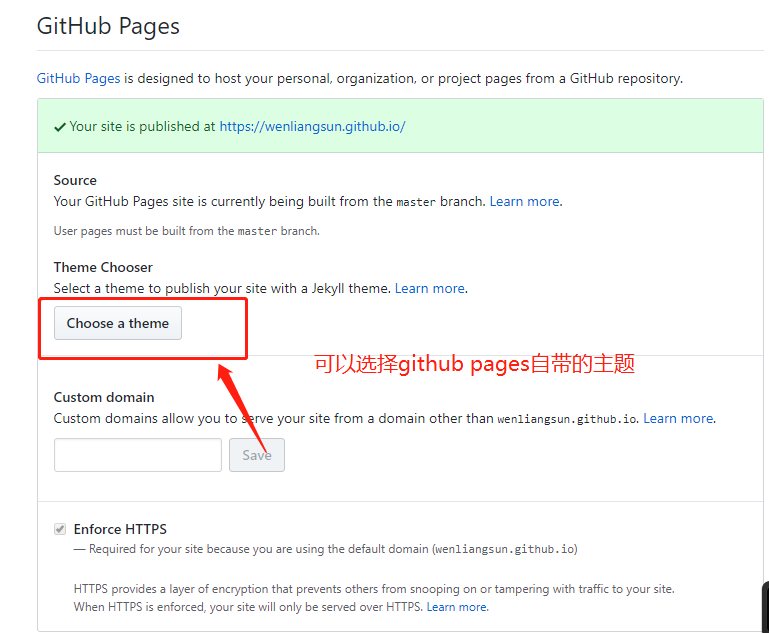 GitHub Pages
GitHub Pages is designed to host your personal, organization, or project pages from a GitHub repository.
Your site is published at https://wenliangsun.github.io/
Source
Your GitHub Pages site is currently being built from the master branch. Learn more.
User pages must be built from the master branch.
Theme Chooser
Select a theme to publish your site with a Jekyll theme. Learn more.
Choose a theme
可以选择github pages自带的主题
Custom domain
Custom domains allow you to serve your site from a domain other than wenliangsun.github.io. Learn more.
Save
Enforce HTTPS
— Required for your site because you are using the default domain (wenliangsun.github.io)
HTTPS provides a layer of encryption that prevents others from snooping on or tampering with traffic to your site.
When HTTPS is enforced, your site will only be served over HTTPS. Learn more.